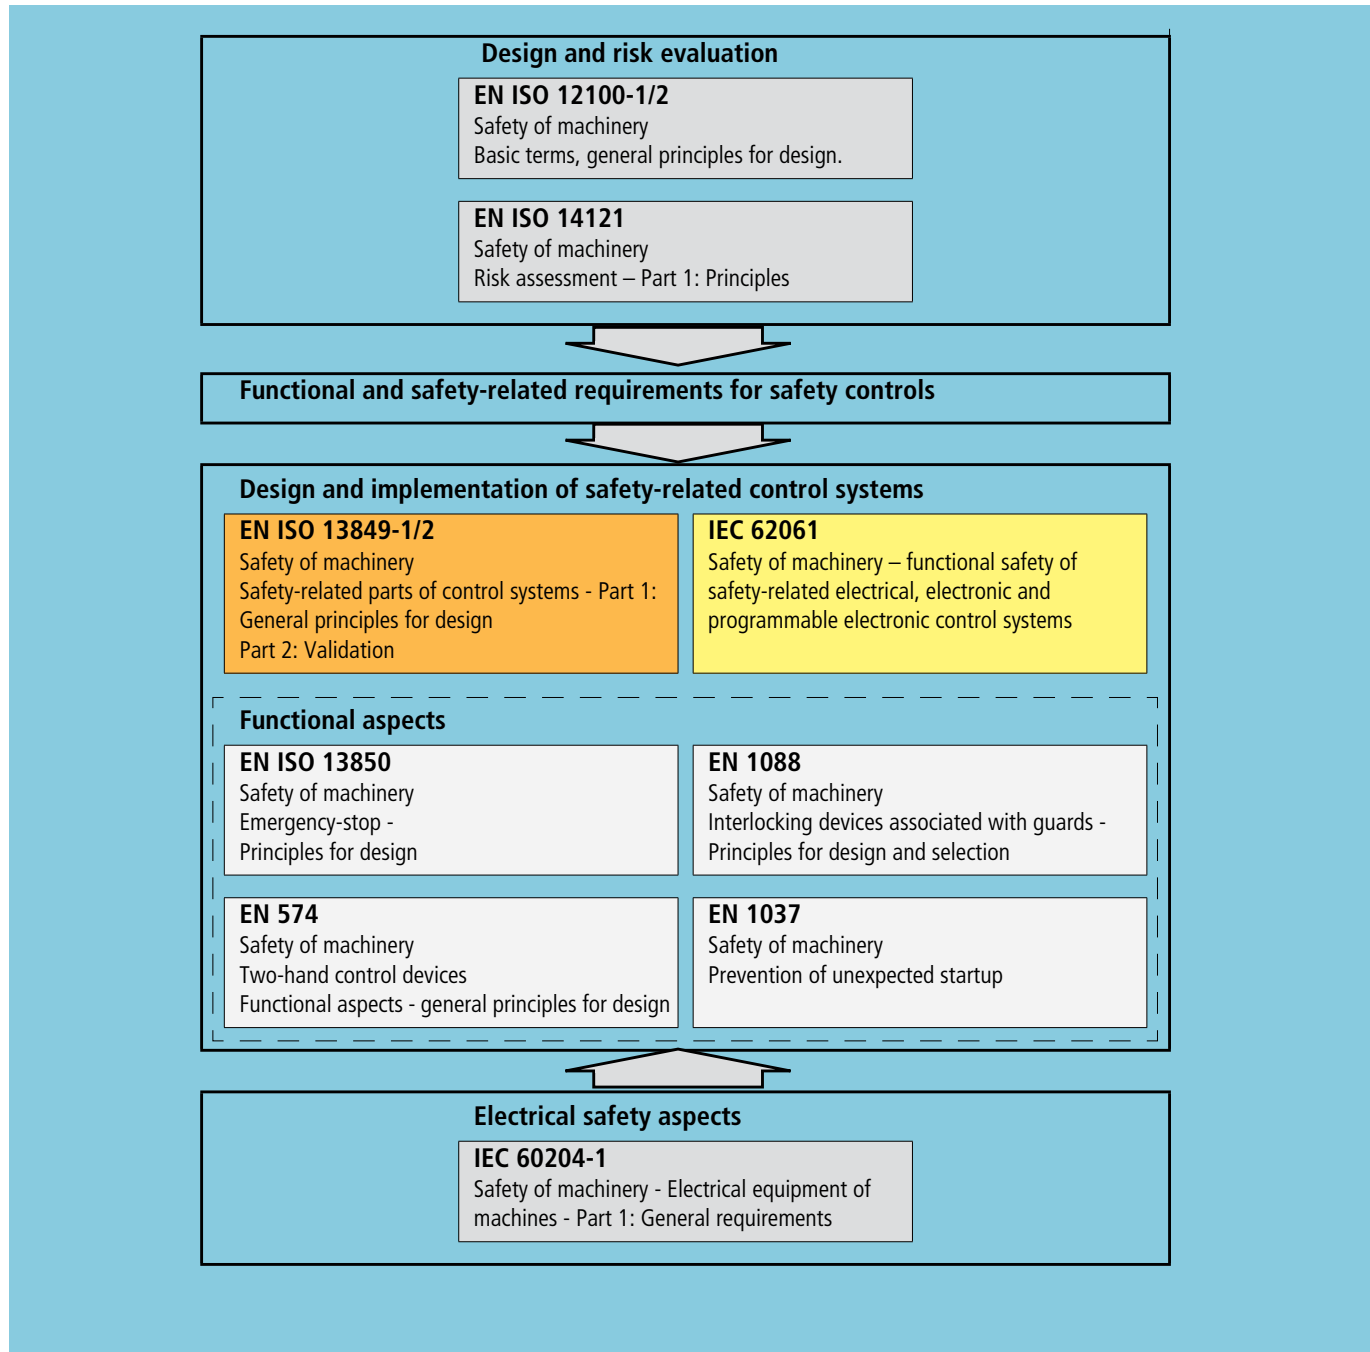 Design and risk evaluation
EN ISO 12100-1/2
Safety of machinery
Basic terms, general principles for design.
EN ISO 14121
Safety of machinery
Risk assessment – Part 1: Principles
Functional and safety-related requirements for safety controls
Design and implementation of safety-related control systems
EN ISO 13849-1/2
Safety of machinery
Safety-related parts of control systems - Part 1:
General principles for design
Part 2: Validation
IEC 62061
Safety of machinery – functional safety of
safety-related electrical, electronic and
programmable electronic control systems
Functional aspects
EN ISO 13850
Safety of machinery
Emergency-stop -
Principles for design
EN 1088
Safety of machinery
Interlocking devices associated with guards -
Principles for design and selection
EN 574
Safety of machinery
Two-hand control devices
Functional aspects - general principles for design
EN 1037
Safety of machinery
Prevention of unexpected startup
Electrical safety aspects
IEC 60204-1
Safety of machinery - Electrical equipment of
machines - Part 1: General requirements